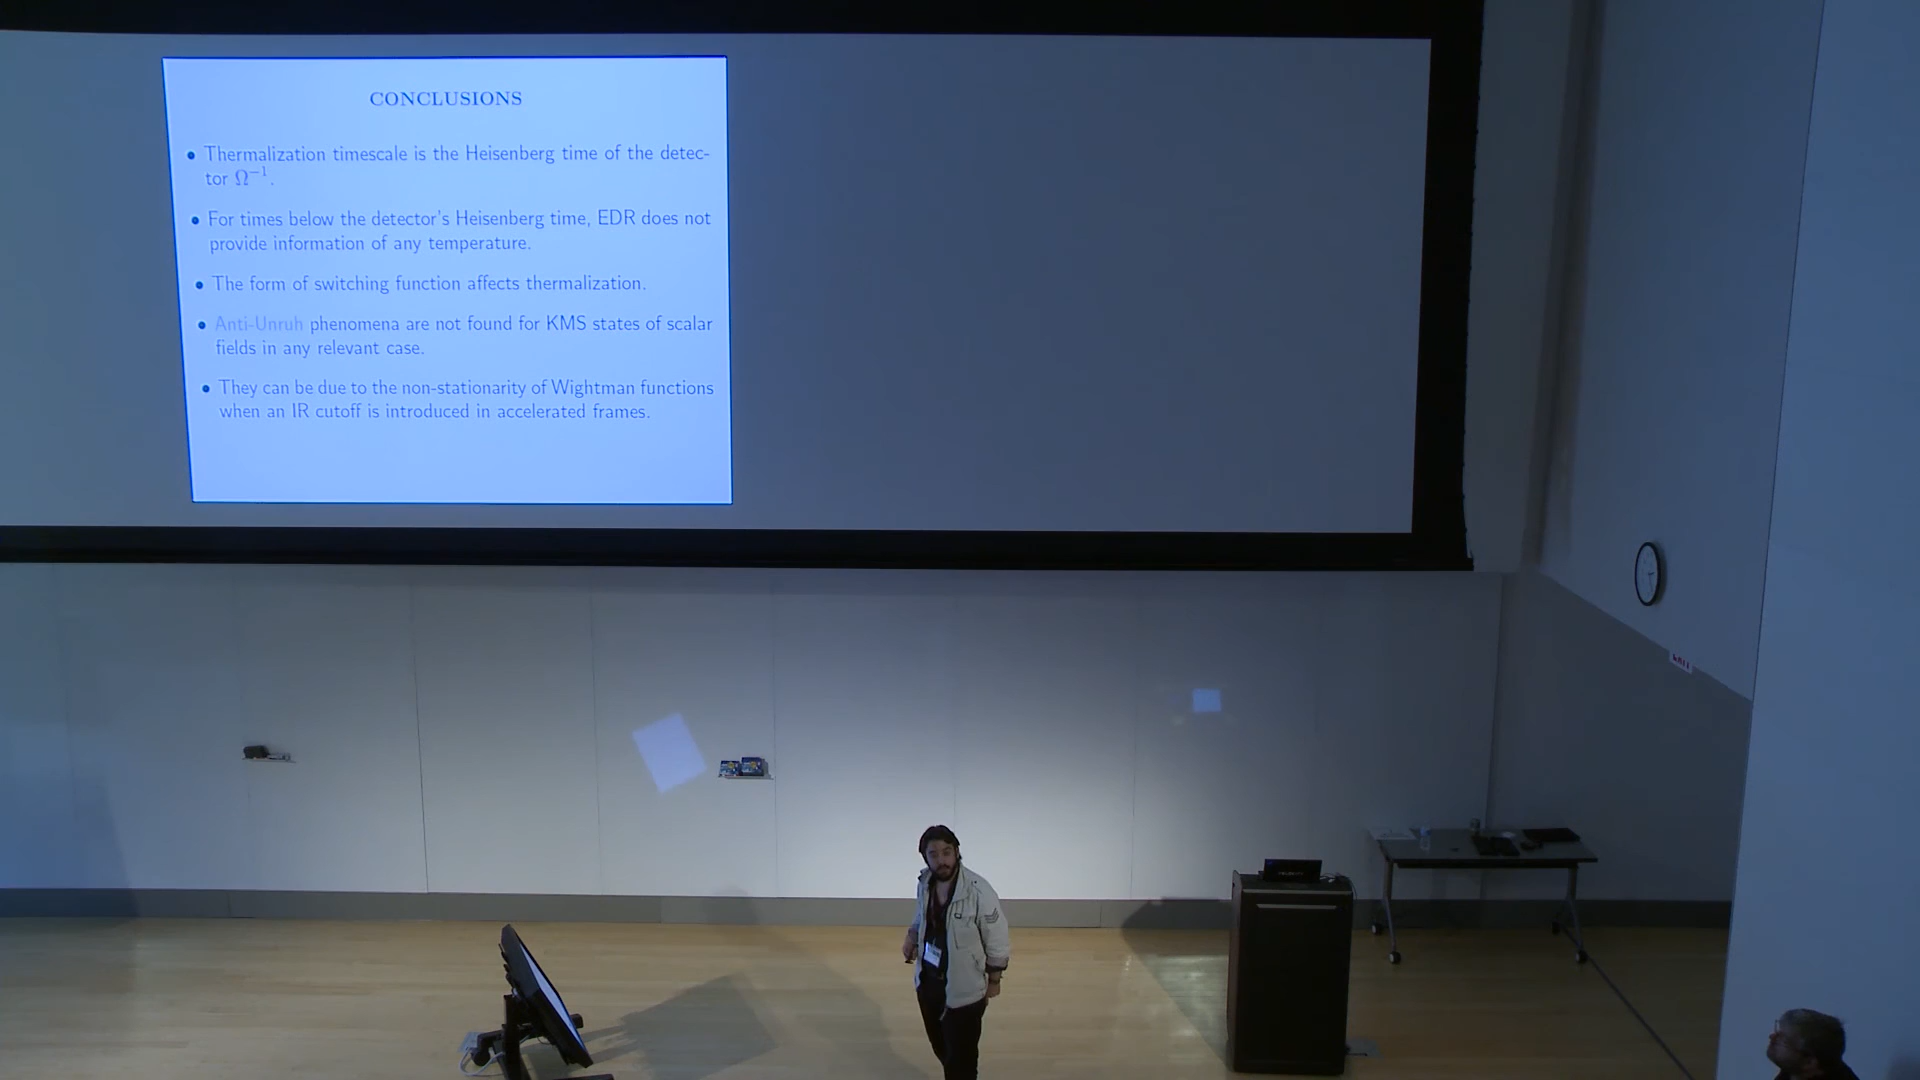 CONCLUSIONS
• Thermalization timescale is the Heisenberg time of the detec-
tor Ω⁻¹.
• For times below the detector's Heisenberg time, EDR does not
provide information of any temperature.
• The form of switching function affects thermalization.
• Anti-Unruh phenomena are not found for KMS states of scalar
fields in any relevant case.
• They can be due to the non-stationarity of Wightman functions
when an IR cutoff is introduced in accelerated frames.